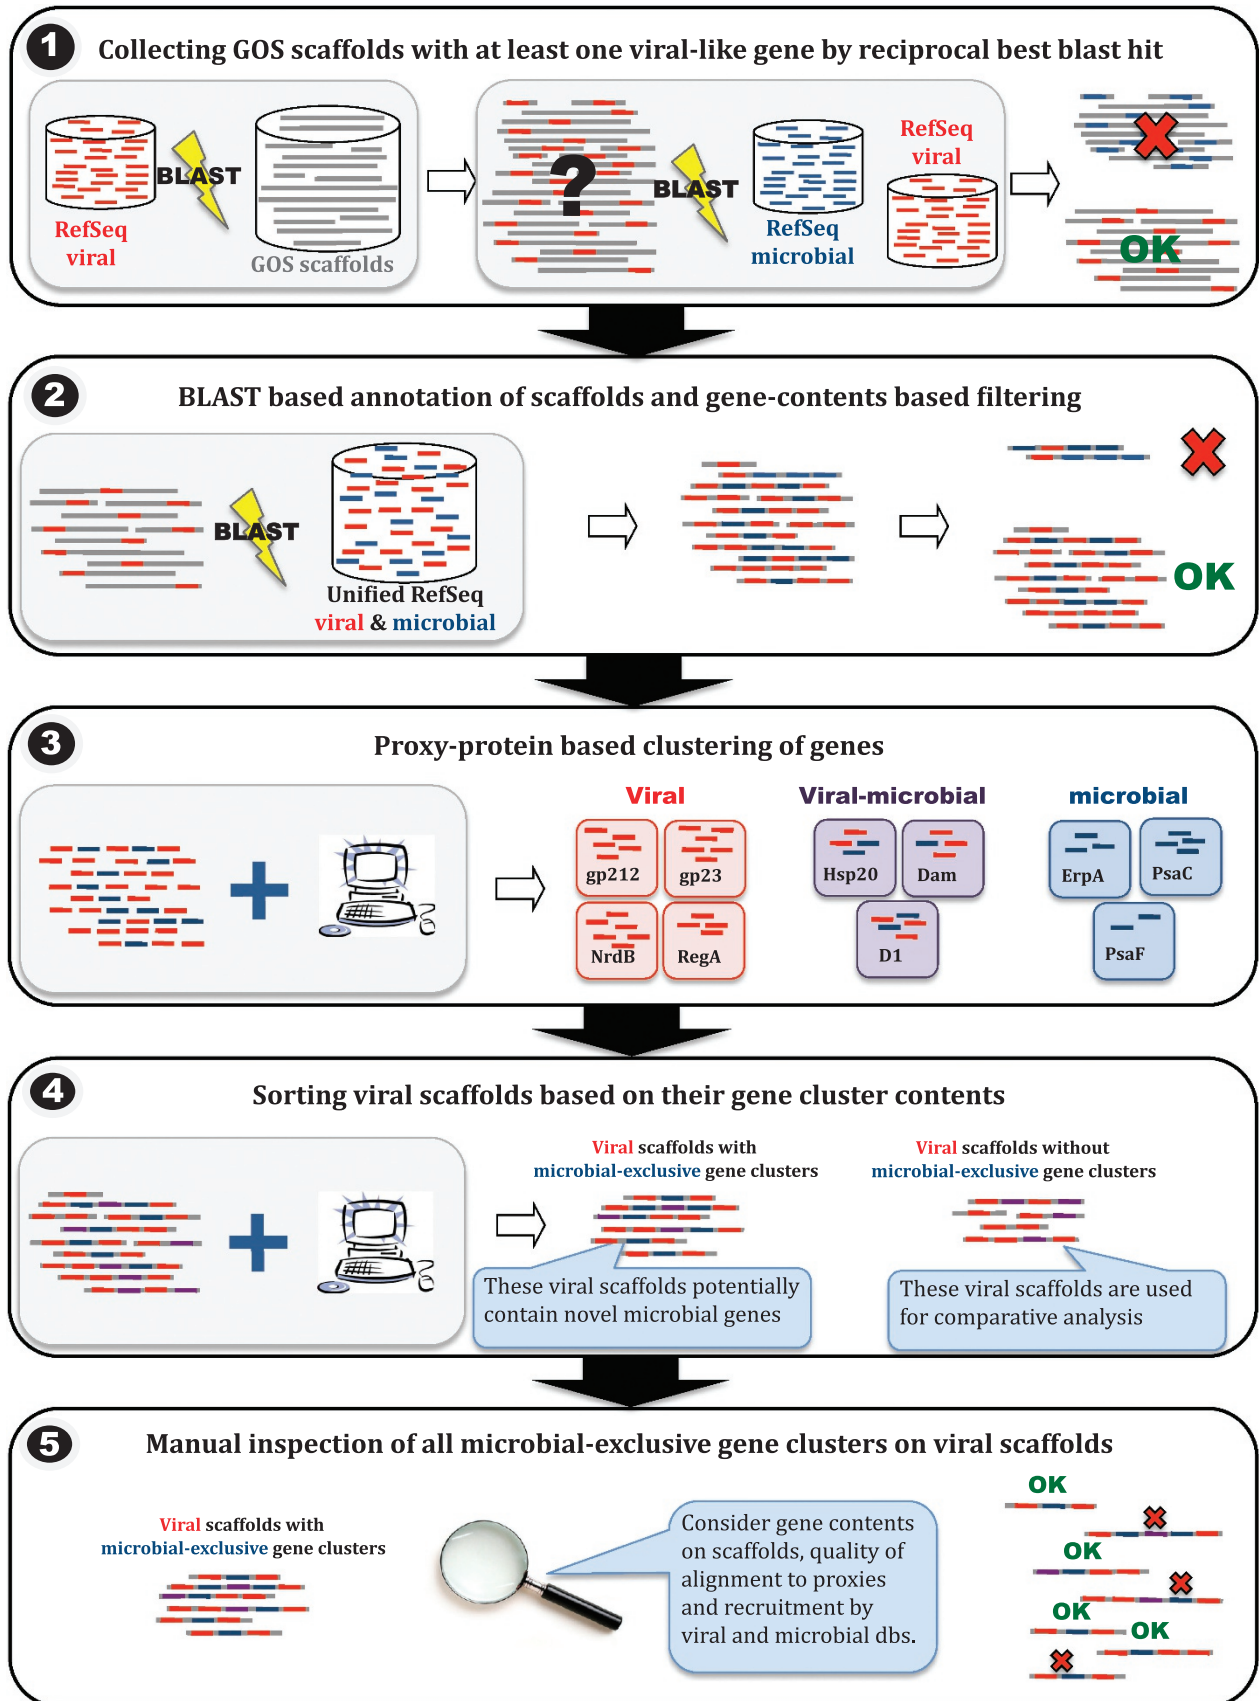 1
Collecting GOS scaffolds with at least one viral-like gene by reciprocal best blast hit
BLAST
RefSeq
viral
GOS scaffolds
?
BLAST
RefSeq
microbial
RefSeq
viral
OK
2
BLAST based annotation of scaffolds and gene-contents based filtering
BLAST
Unified RefSeq
viral & microbial
OK
3
Proxy-protein based clustering of genes
Viral
gp212
gp23
NrdB
RegA
Viral-microbial
Hsp20
Dam
D1
microbial
ErpA
PsaC
PsaF
4
Sorting viral scaffolds based on their gene cluster contents
Viral scaffolds with
microbial-exclusive gene clusters
These viral scaffolds potentially
contain novel microbial genes
Viral scaffolds without
microbial-exclusive gene clusters
These viral scaffolds are used
for comparative analysis
5
Manual inspection of all microbial-exclusive gene clusters on viral scaffolds
Viral scaffolds with
microbial-exclusive gene clusters
Consider gene contents
on scaffolds, quality of
alignment to proxies
and recruitment by
viral and microbial dbs.
OK
OK
OK
OK